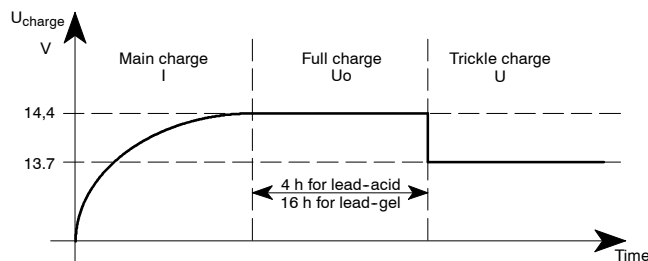 Ucharge
V
Main charge
I
Full charge
Uo
Trickle charge
U
14,4
13.7
4 h for lead-acid
16 h for lead-gel
Time